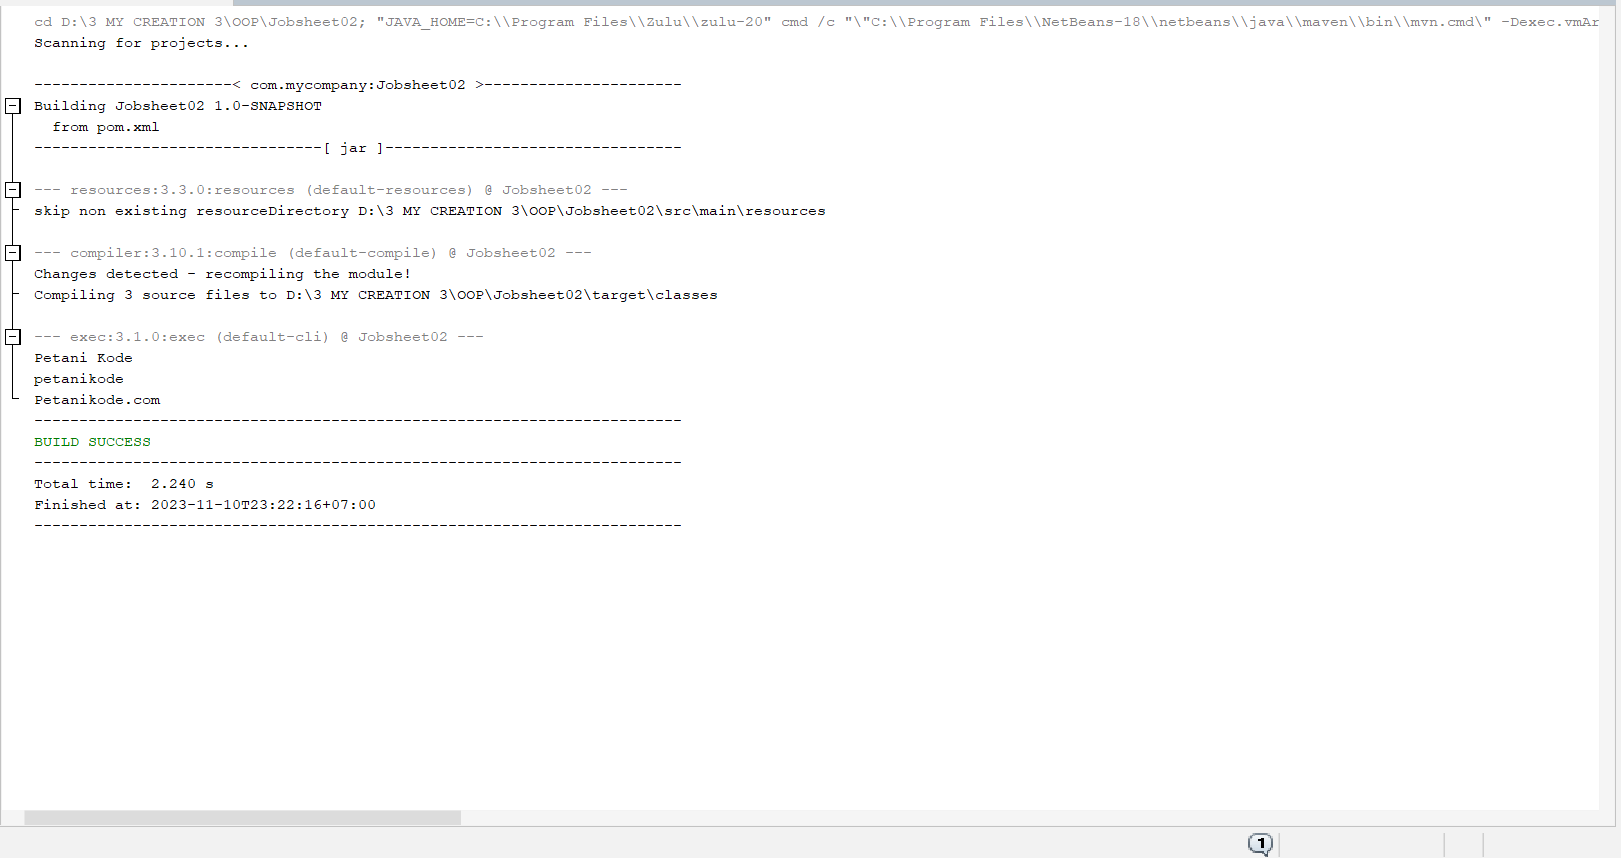 cd D:\3 MY CREATION 3\OOP\Jobsheet02; "JAVA_HOME=C:\\Program Files\\Zulu\\zulu-20" cmd /c "\"C:\\Program Files\\NetBeans-18\\netbeans\\java\\maven\\bin\\mvn.cmd\" -Dexec.vmAr
Scanning for projects...
----------------------< com.mycompany:Jobsheet02 >----------------------
Building Jobsheet02 1.0-SNAPSHOT
  from pom.xml
--------------------------------[ jar ]---------------------------------
--- resources:3.3.0:resources (default-resources) @ Jobsheet02 ---
skip non existing resourceDirectory D:\3 MY CREATION 3\OOP\Jobsheet02\src\main\resources
--- compiler:3.10.1:compile (default-compile) @ Jobsheet02 ---
Changes detected - recompiling the module!
Compiling 3 source files to D:\3 MY CREATION 3\OOP\Jobsheet02\target\classes
--- exec:3.1.0:exec (default-cli) @ Jobsheet02 ---
Petani Kode
petanikode
Petanikode.com
------------------------------------------------------------------------
BUILD SUCCESS
------------------------------------------------------------------------
Total time:  2.240 s
Finished at: 2023-11-10T23:22:16+07:00
------------------------------------------------------------------------
1